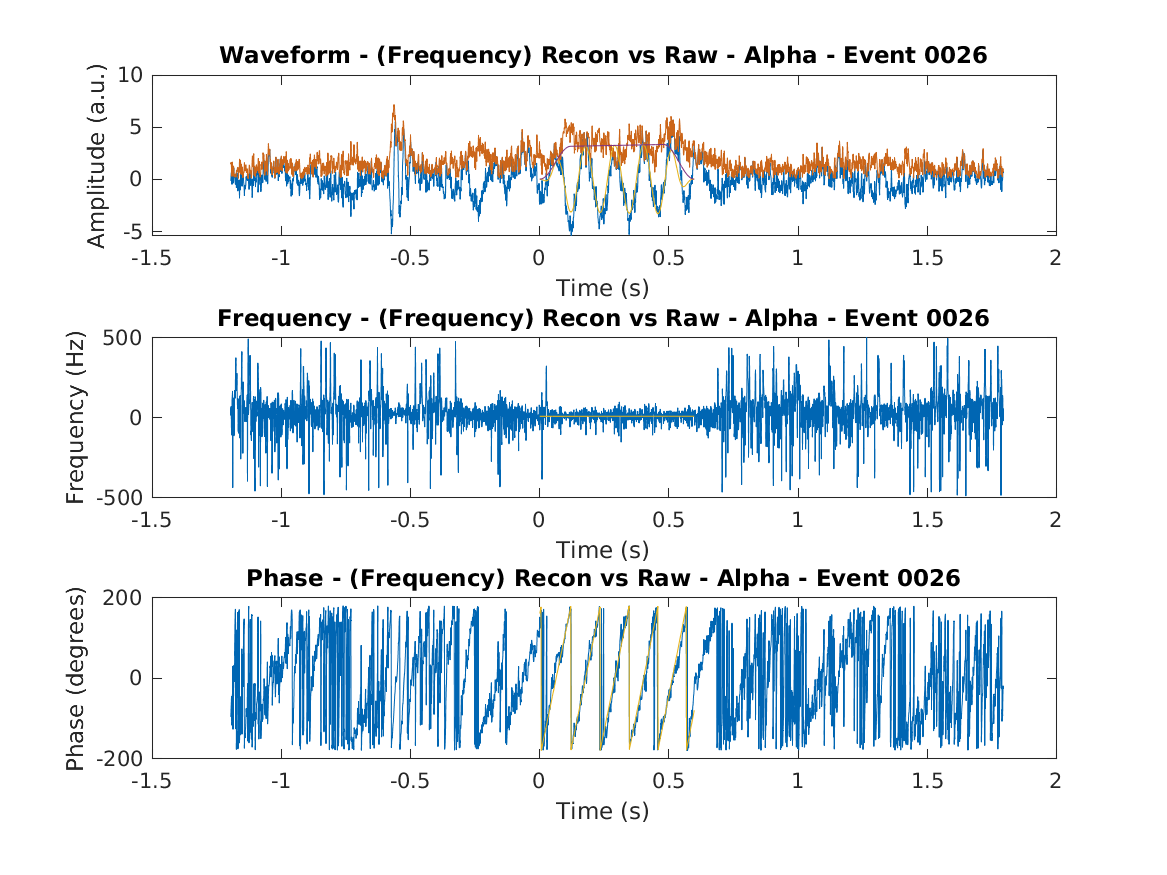 Waveform - (Frequency) Recon vs Raw - Alpha - Event 0026
Amplitude (a.u.)
10
5
0
-5
-1.5 -1 -0.5 0 0.5 1 1.5 2
Time (s)
Frequency - (Frequency) Recon vs Raw - Alpha - Event 0026
Frequency (Hz)
500
0
-500
-1.5 -1 -0.5 0 0.5 1 1.5 2
Time (s)
Phase - (Frequency) Recon vs Raw - Alpha - Event 0026
Phase (degrees)
200
0
-200
-1.5 -1 -0.5 0 0.5 1 1.5 2
Time (s)